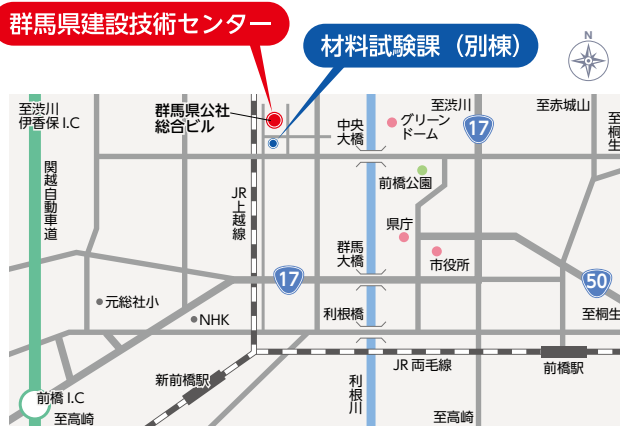 群馬県建設技術センター
材料試験課（別棟）
N
至渋川
伊香保 I.C
群馬県公社
総合ビル
中央
大橋
グリーン
ドーム
至渋川
17
至赤城山
至桐生
関越自動車道
JR上越線
前橋公園
県庁
群馬
大橋
市役所
17
50
元総社小
NHK
利根橋
至桐生
新前橋駅
JR 両毛線
前橋駅
前橋 I.C
至高崎
利根川
至高崎